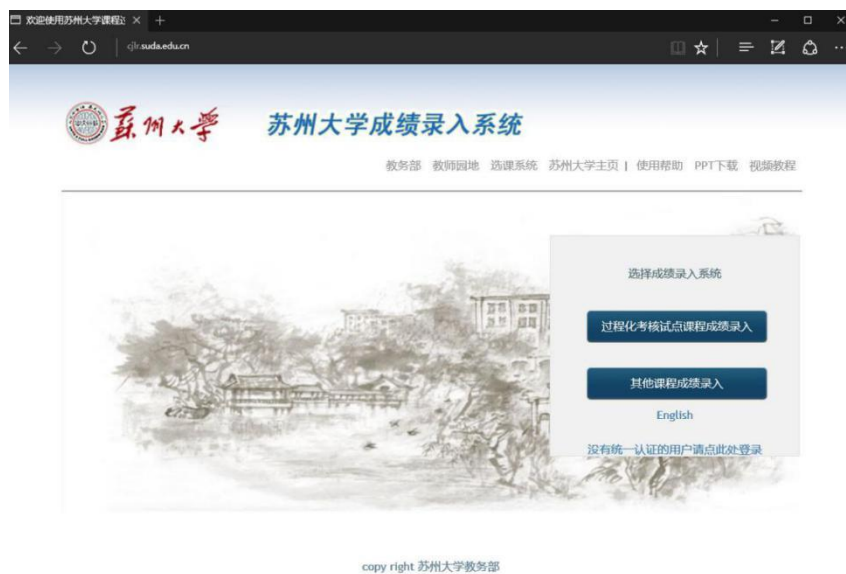 欢迎使用苏州大学课程
cjlr.suda.edu.cn
蘇州大學
苏州大学成绩录入系统
教务部 教师园地 选课系统 苏州大学主页 | 使用帮助 PPT下载 视频教程
选择成绩录入系统
过程化考核试点课程成绩录入
其他课程成绩录入
English
没有统一认证的用户请点此处登录
copy right 苏州大学教务部